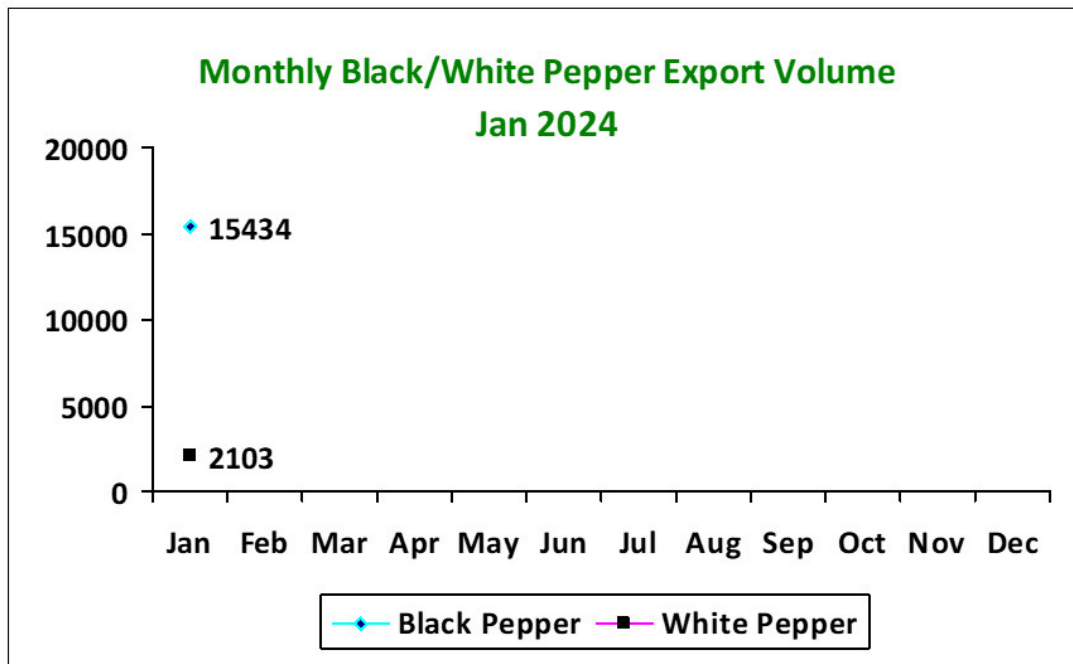 Monthly Black/White Pepper Export Volume
Jan 2024
20000
15434
15000
10000
5000
2103
0
Jan Feb Mar Apr May Jun Jul Aug Sep Oct Nov Dec
Black Pepper White Pepper